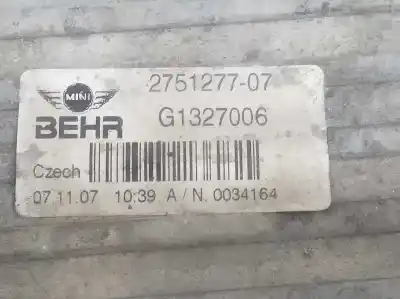 2751277-07
MINI
BEHR G1327006
Czech
07.11.07 10:39 A/N. 0034164